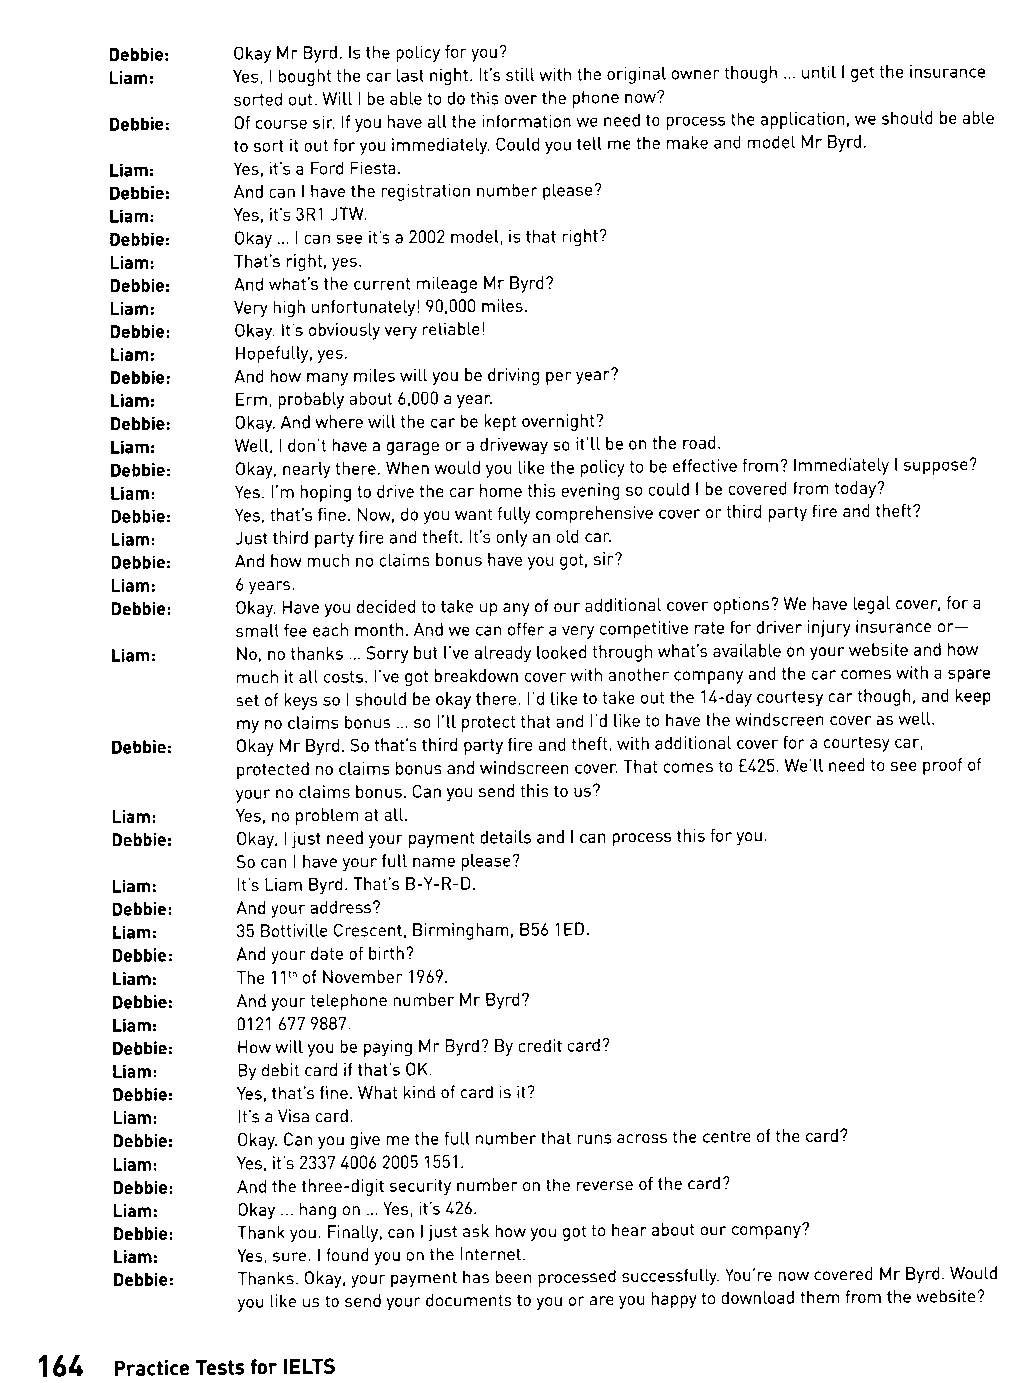 Debbie: Okay Mr Byrd. Is the policy for you?
Liam: Yes, I bought the car last night. It's still with the original owner though ... until I get the insurance
sorted out. Will I be able to do this over the phone now?
Debbie: Of course sir. If you have all the information we need to process the application, we should be able
to sort it out for you immediately. Could you tell me the make and model Mr Byrd.
Liam: Yes, it's a Ford Fiesta.
Debbie: And can I have the registration number please?
Liam: Yes, it's 3R1 JTW.
Debbie: Okay ... I can see it's a 2002 model, is that right?
Liam: That's right, yes.
Debbie: And what's the current mileage Mr Byrd?
Liam: Very high unfortunately! 90,000 miles.
Debbie: Okay. It's obviously very reliable!
Liam: Hopefully, yes.
Debbie: And how many miles will you be driving per year?
Liam: Erm, probably about 6,000 a year.
Debbie: Okay. And where will the car be kept overnight?
Liam: Well, I don't have a garage or a driveway so it'll be on the road.
Debbie: Okay, nearly there. When would you like the policy to be effective from? Immediately I suppose?
Liam: Yes. I'm hoping to drive the car home this evening so could I be covered from today?
Debbie: Yes, that's fine. Now, do you want fully comprehensive cover or third party fire and theft?
Liam: Just third party fire and theft. It's only an old car.
Debbie: And how much no claims bonus have you got, sir?
Liam: 6 years.
Debbie: Okay. Have you decided to take up any of our additional cover options? We have legal cover, for a
small fee each month. And we can offer a very competitive rate for driver injury insurance or—
Liam: No, no thanks ... Sorry but I've already looked through what's available on your website and how
much it all costs. I've got breakdown cover with another company and the car comes with a spare
set of keys so I should be okay there. I'd like to take out the 14-day courtesy car though, and keep
my no claims bonus ... so I'll protect that and I'd like to have the windscreen cover as well.
Debbie: Okay Mr Byrd. So that's third party fire and theft, with additional cover for a courtesy car,
protected no claims bonus and windscreen cover. That comes to £425. We'll need to see proof of
your no claims bonus. Can you send this to us?
Liam: Yes, no problem at all.
Debbie: Okay, I just need your payment details and I can process this for you.
So can I have your full name please?
Liam: It's Liam Byrd. That's B-Y-R-D.
Debbie: And your address?
Liam: 35 Bottiville Crescent, Birmingham, B56 1ED.
Debbie: And your date of birth?
Liam: The 11th of November 1969.
Debbie: And your telephone number Mr Byrd?
Liam: 0121 677 9887.
Debbie: How will you be paying Mr Byrd? By credit card?
Liam: By debit card if that's OK.
Debbie: Yes, that's fine. What kind of card is it?
Liam: It's a Visa card.
Debbie: Okay. Can you give me the full number that runs across the centre of the card?
Liam: Yes, it's 2337 4006 2005 1551.
Debbie: And the three-digit security number on the reverse of the card?
Liam: Okay ... hang on ... Yes, it's 426.
Debbie: Thank you. Finally, can I just ask how you got to hear about our company?
Liam: Yes, sure. I found you on the Internet.
Debbie: Thanks. Okay, your payment has been processed successfully. You're now covered Mr Byrd. Would
you like us to send your documents to you or are you happy to download them from the website?
164 Practice Tests for IELTS